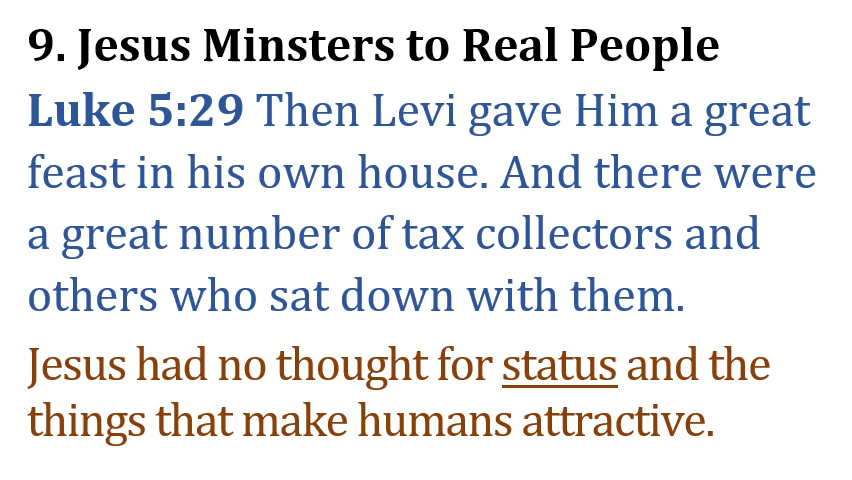 9. Jesus Minsters to Real People
Luke 5:29 Then Levi gave Him a great
feast in his own house. And there were
a great number of tax collectors and
others who sat down with them.
Jesus had no thought for status and the
things that make humans attractive.